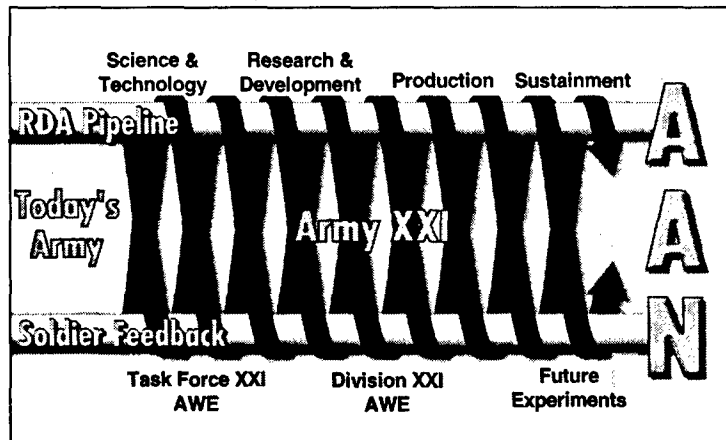 Science &
Technology
Research &
Development
Production
Sustainment
RDA Pipeline
Today's
Army
Army XXI
A
A
N
Soldier Feedback
Task Force XXI
AWE
Division XXI
AWE
Future
Experiments